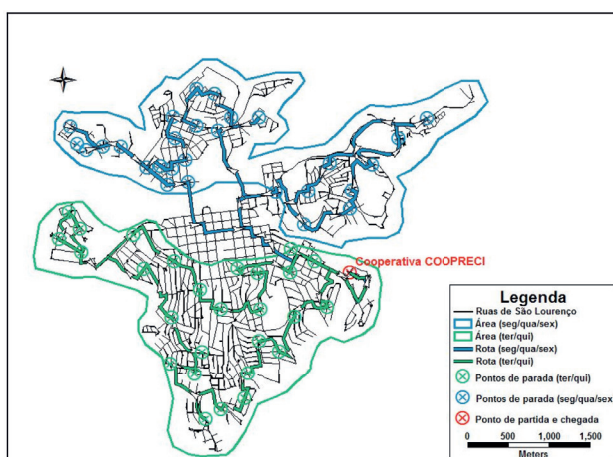 Cooperativa COOPRECI
Legenda
Ruas de São Lourenço
Área (seg/qua/sex)
Área (ter/qui)
Rota (seg/qua/sex)
Rota (ter/qui)
Pontos de parada (ter/qui)
Pontos de parada (seg/qua/sex)
Ponto de partida e chegada
0 500 1,000 1,500
Meters